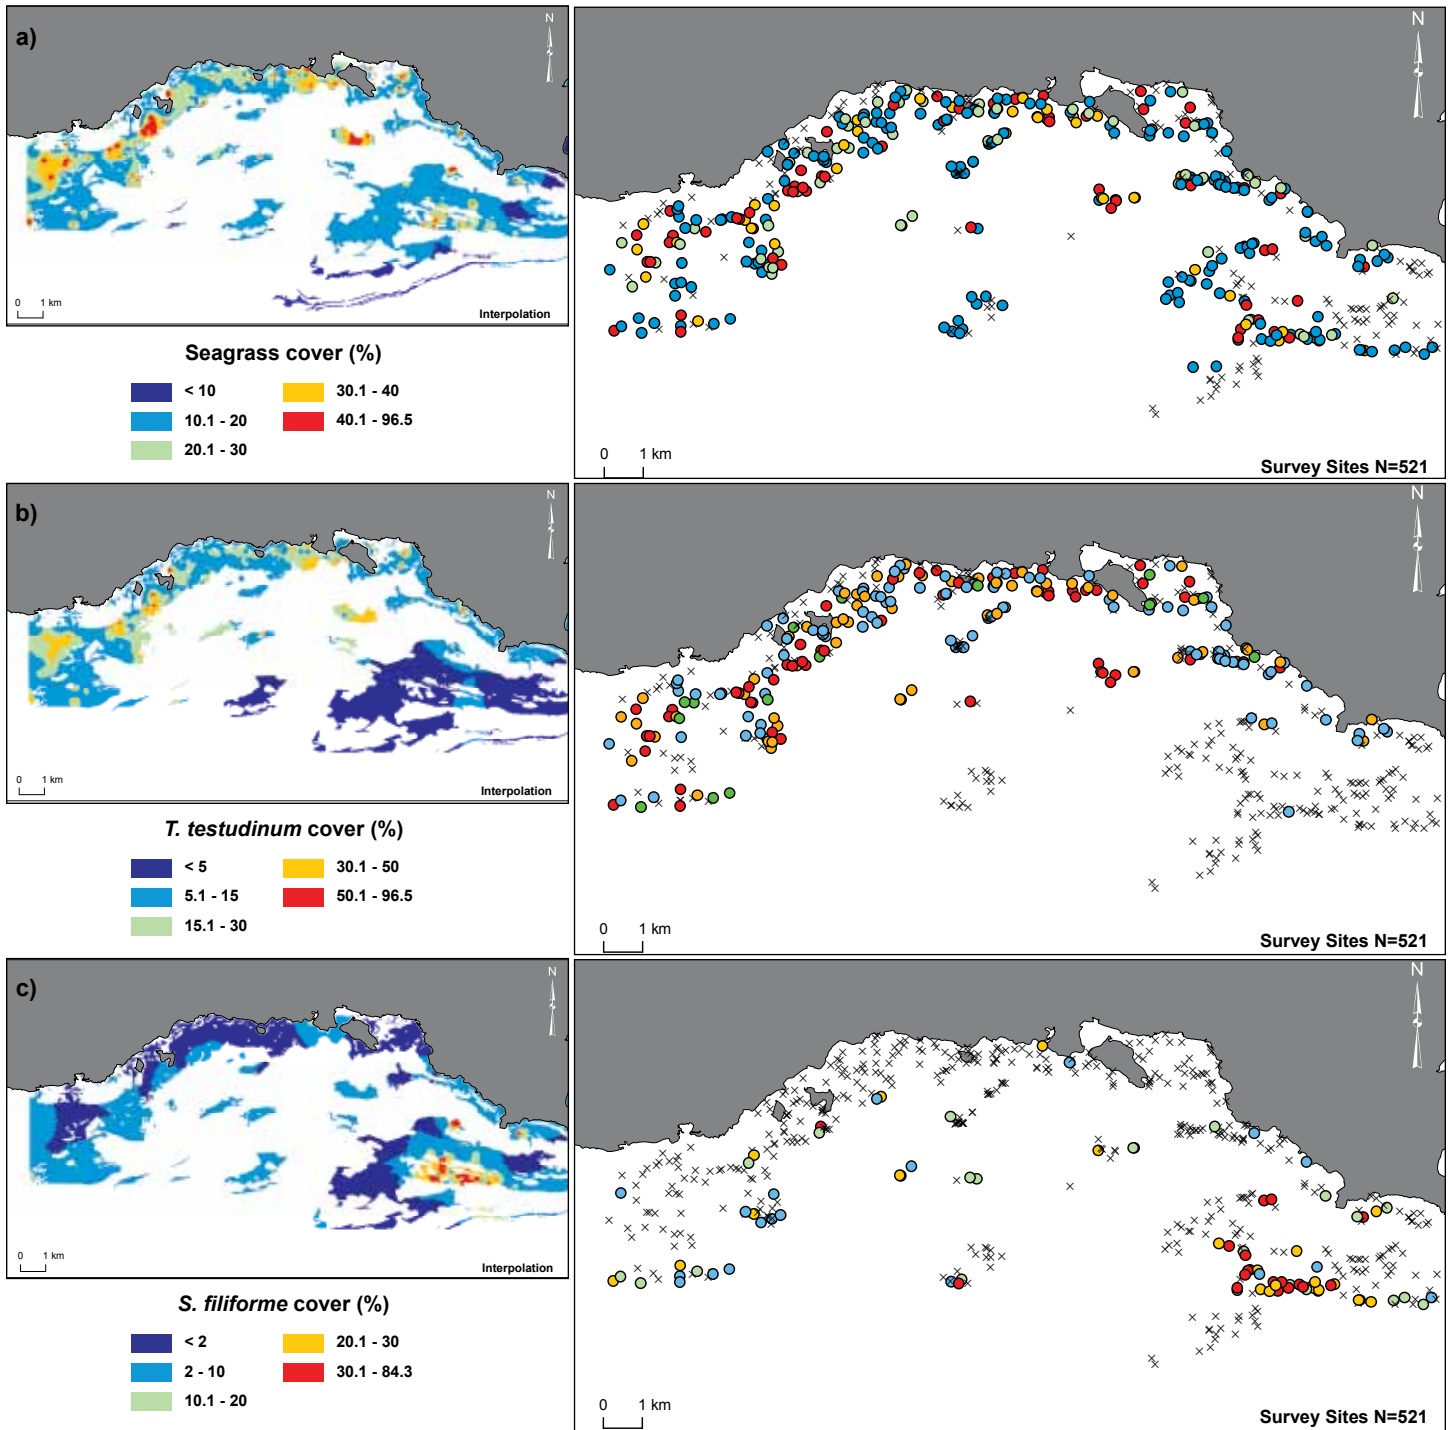 a)
N
0 1 km
Interpolation
Seagrass cover (%)
< 10
10.1 - 20
20.1 - 30
30.1 - 40
40.1 - 96.5
N
0 1 km
Survey Sites N=521
b)
N
0 1 km
Interpolation
T. testudinum cover (%)
< 5
5.1 - 15
15.1 - 30
30.1 - 50
50.1 - 96.5
N
0 1 km
Survey Sites N=521
c)
N
0 1 km
Interpolation
S. filiforme cover (%)
< 2
2 - 10
10.1 - 20
20.1 - 30
30.1 - 84.3
N
0 1 km
Survey Sites N=521